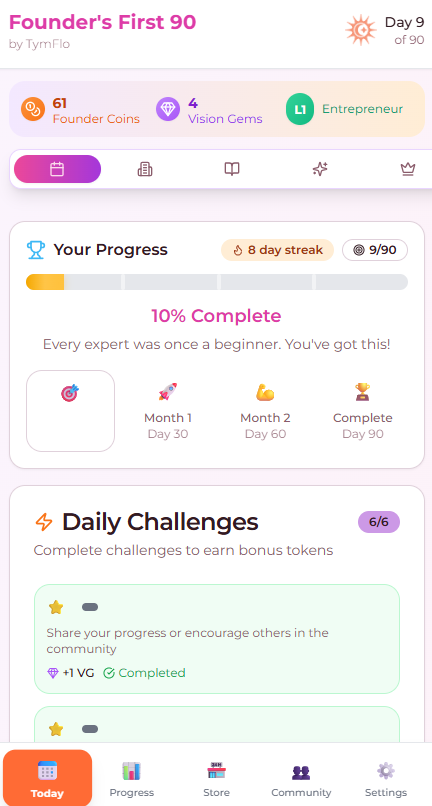 Founder's First 90
by TymFlo
Day 9
of 90
61
Founder Coins
4
Vision Gems
L1
Entrepreneur
Your Progress
8 day streak
9/90
10% Complete
Every expert was once a beginner. You've got this!
Month 1
Day 30
Month 2
Day 60
Complete
Day 90
Daily Challenges
6/6
Complete challenges to earn bonus tokens
Share your progress or encourage others in the
community
+1 VG
Completed
Today
Progress
Store
Community
Settings